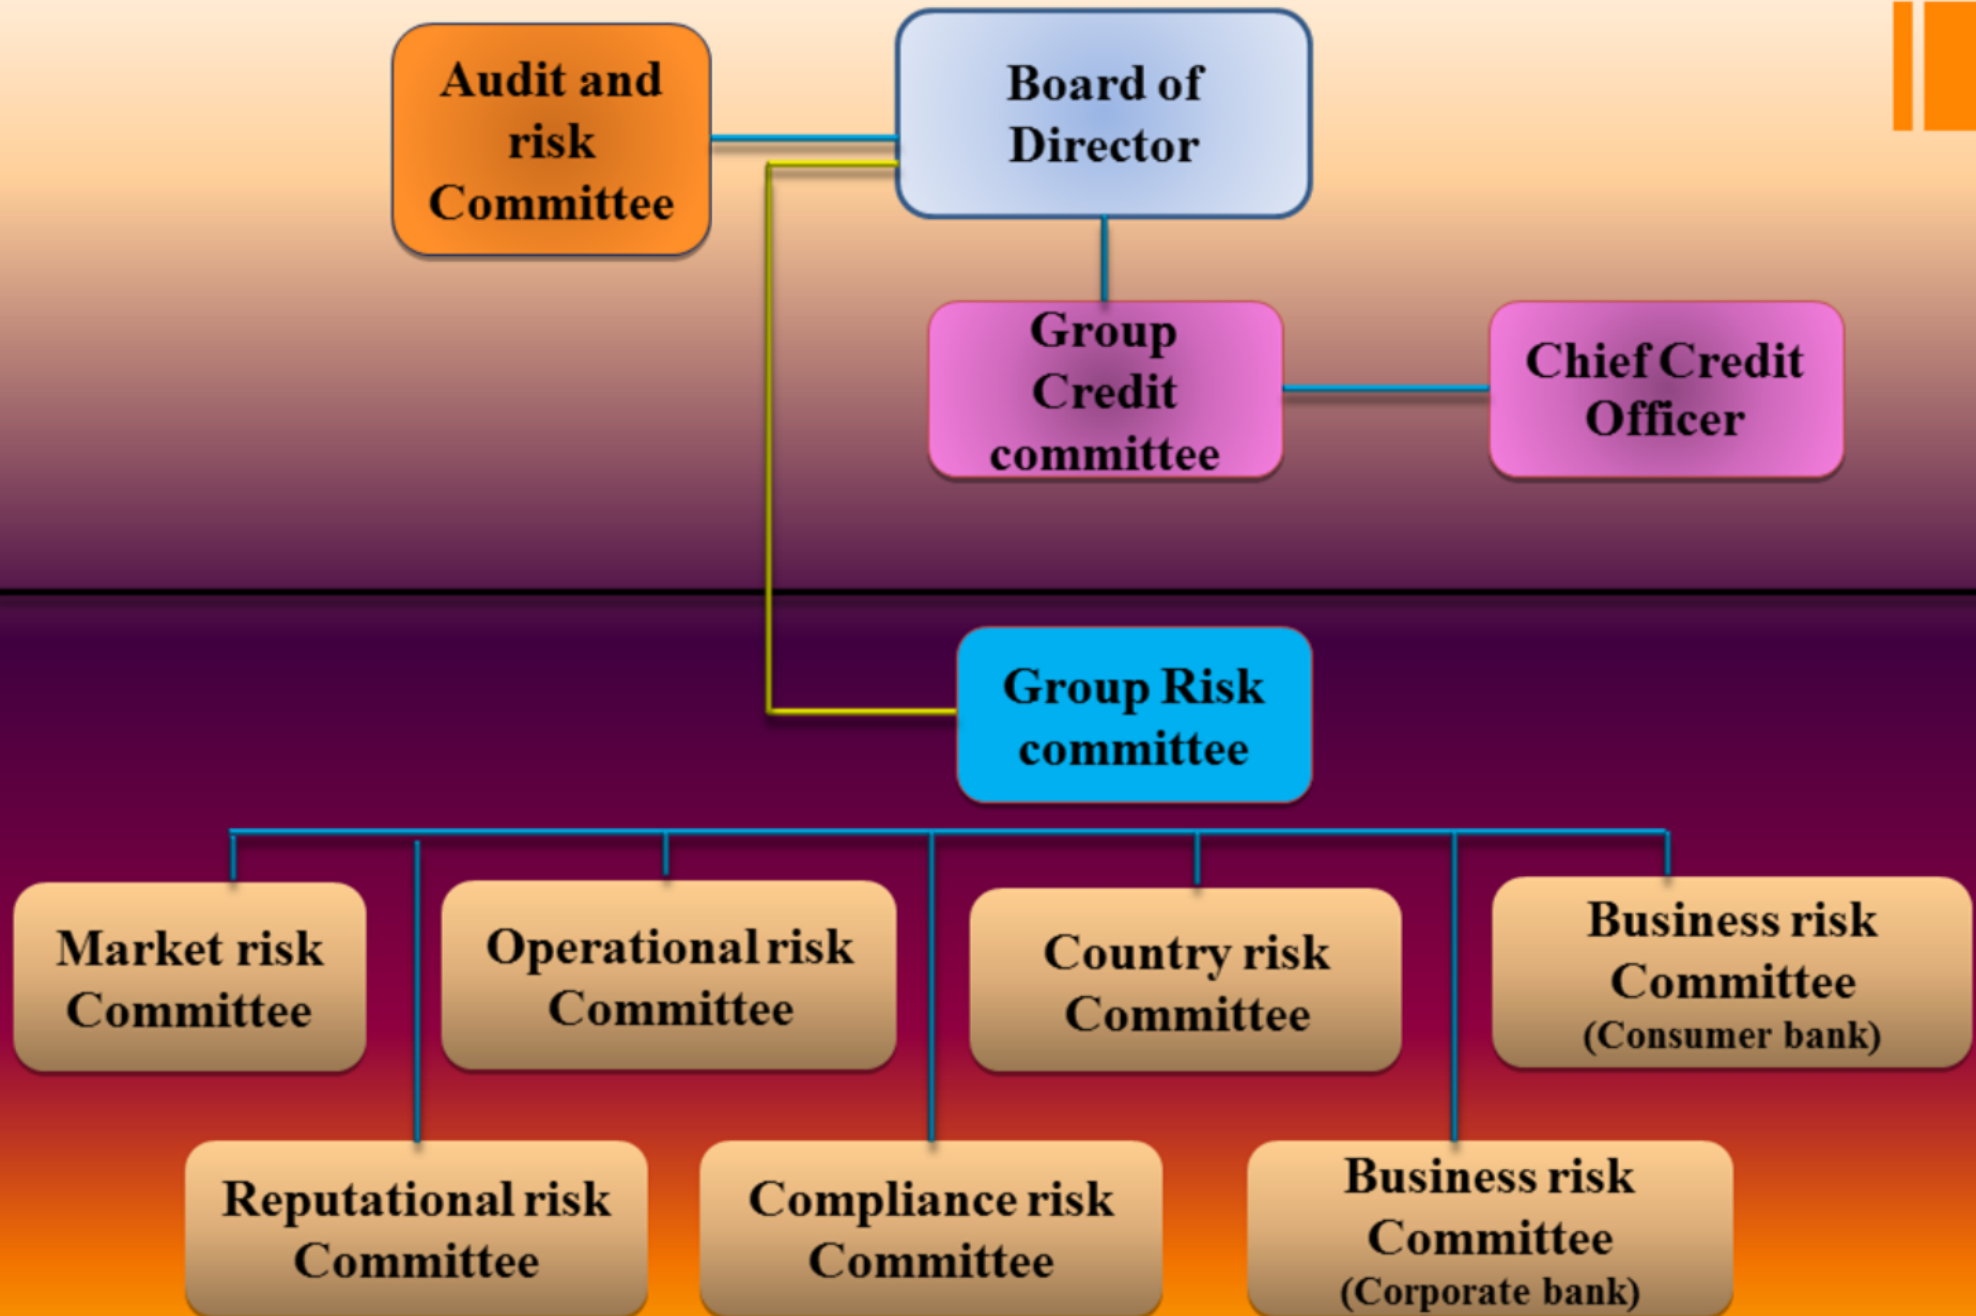 Audit and
risk
Committee
Board of
Director
Group
Credit
committee
Chief Credit
Officer
Group Risk
committee
Market risk
Committee
Operational risk
Committee
Country risk
Committee
Business risk
Committee
(Consumer bank)
Reputational risk
Committee
Compliance risk
Committee
Business risk
Committee
(Corporate bank)